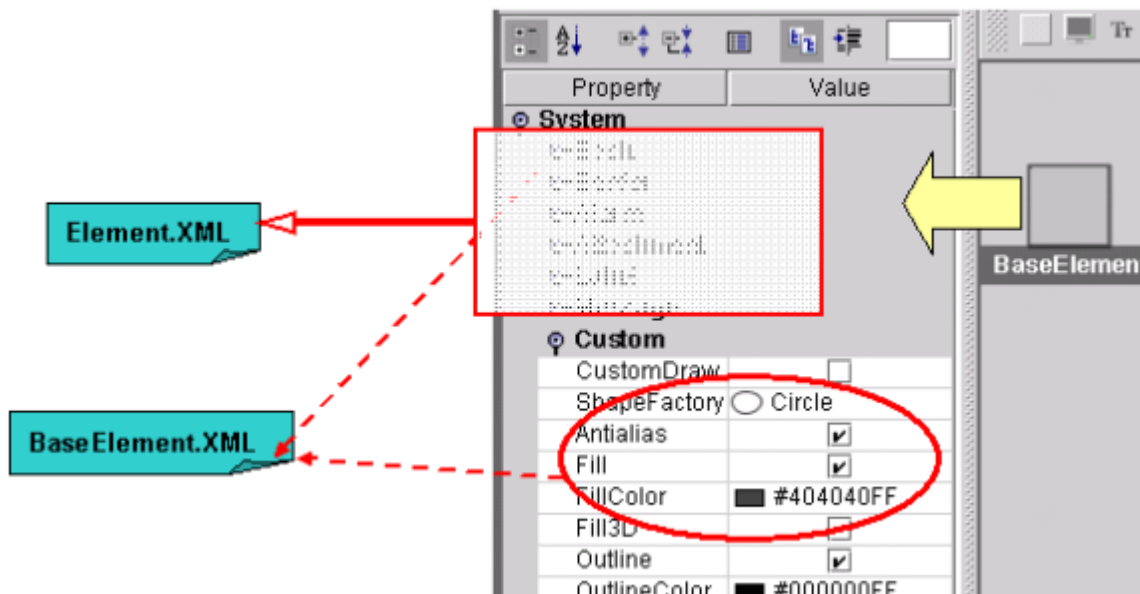 Tr
Property Value
System
Element.XML
BaseElemen
Custom
CustomDraw
ShapeFactory Circle
BaseElement.XML
Antialias
Fill
FillColor #404040FF
Fill3D
Outline
OutlineColor #000000FF